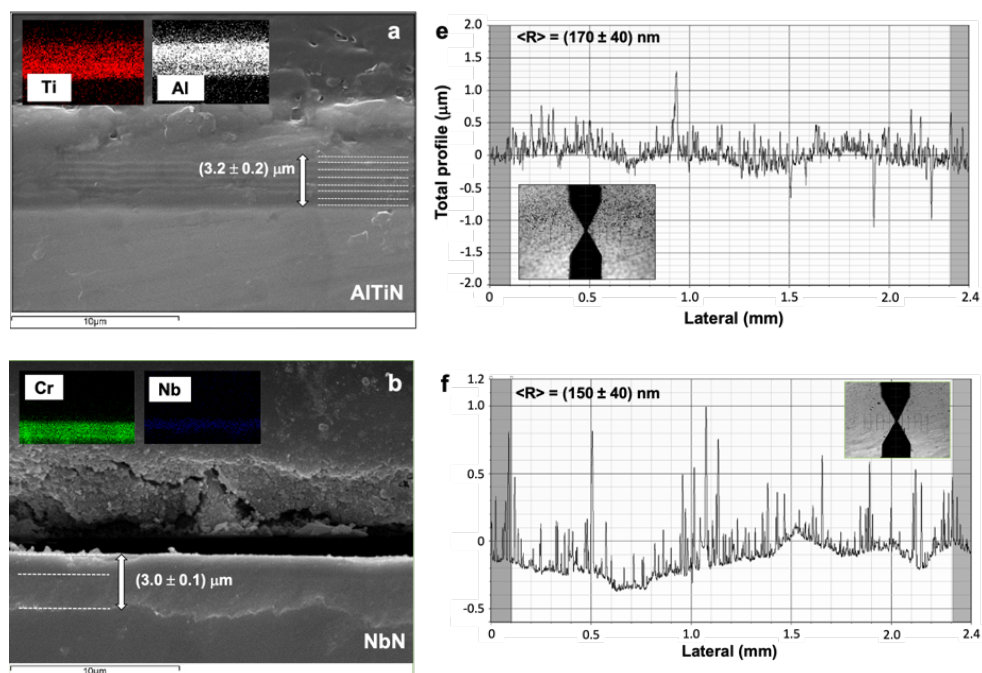 a
Ti
Al
(3.2 ± 0.2) μm
AlTiN
10μm
e
<R> = (170 ± 40) nm
2.0
1.5
1.0
0.5
0
-0.5
-1.0
-1.5
-2.0
Total profile (μm)
0 0.5 1.0 1.5 2.0 2.4
Lateral (mm)
b
Cr
Nb
(3.0 ± 0.1) μm
NbN
10μm
f
<R> = (150 ± 40) nm
1.2
1.0
0.5
0
-0.5
0 0.5 1.0 1.5 2.0 2.4
Lateral (mm)